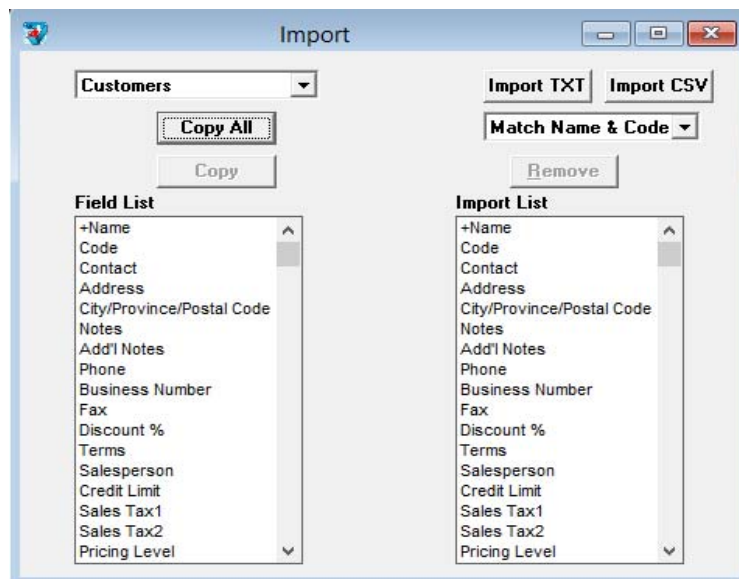 Import
Customers
Import TXT Import CSV
Copy All
Match Name & Code
Copy
Remove
Field List
+Name
Code
Contact
Address
City/Province/Postal Code
Notes
Add'l Notes
Phone
Business Number
Fax
Discount %
Terms
Salesperson
Credit Limit
Sales Tax1
Sales Tax2
Pricing Level
Import List
+Name
Code
Contact
Address
City/Province/Postal Code
Notes
Add'l Notes
Phone
Business Number
Fax
Discount %
Terms
Salesperson
Credit Limit
Sales Tax1
Sales Tax2
Pricing Level